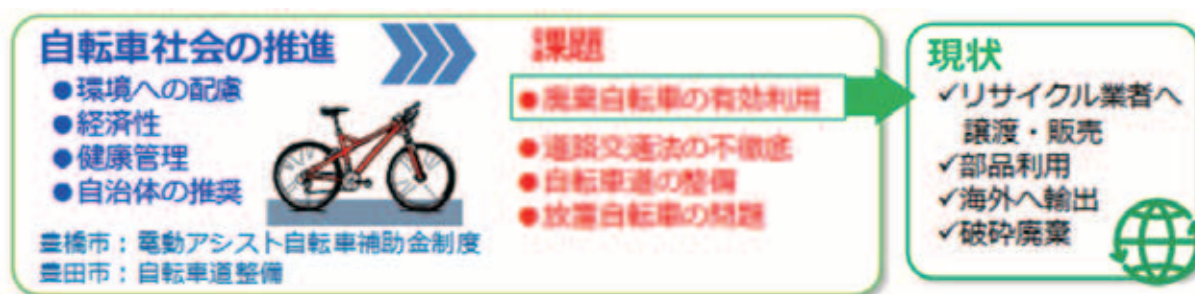 自転車社会の推進
●環境への配慮
●経済性
●健康管理
●自治体の推奨
豊橋市:電動アシスト自転車補助金制度
豊田市:自転車道整備
課題
●廃棄自転車の有効利用
●道路交通法の不徹底
●自転車道の整備
●放置自転車の問題
現状
✓リサイクル業者へ
譲渡・販売
✓部品利用
✓海外へ輸出
✓破砕廃棄